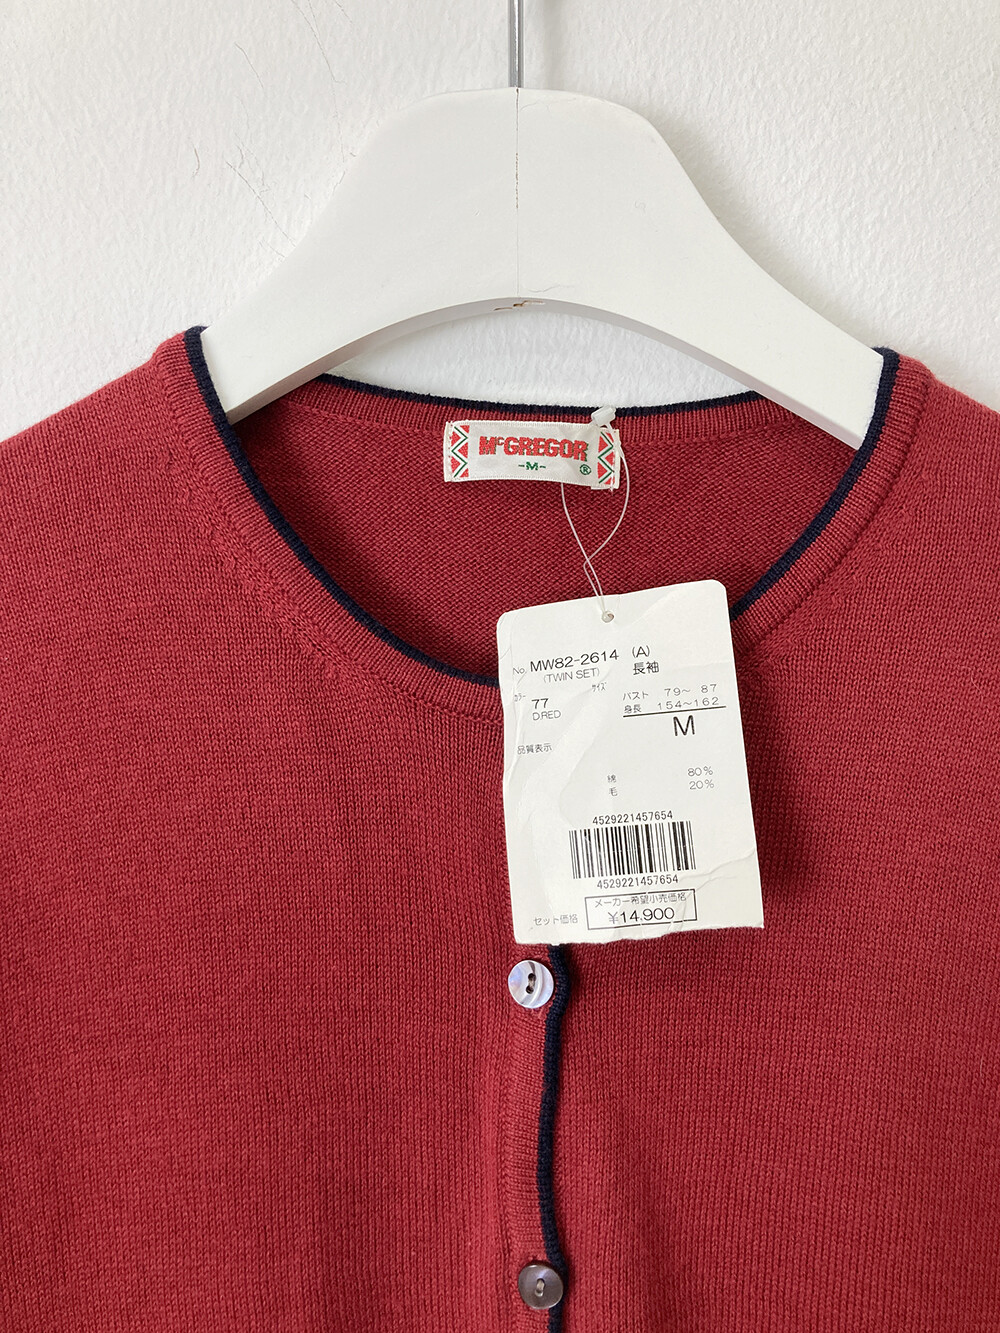 McGREGOR
-M-
®
No. MW82-2614 (A)
(TWIN SET) 長袖
カラー サイズ
77 バスト 79〜 87
D.RED 身長 154〜162
M
品質表示
綿 80%
毛 20%
4529221457654
4529221457654
メーカー希望小売価格
セット価格 ¥14,900